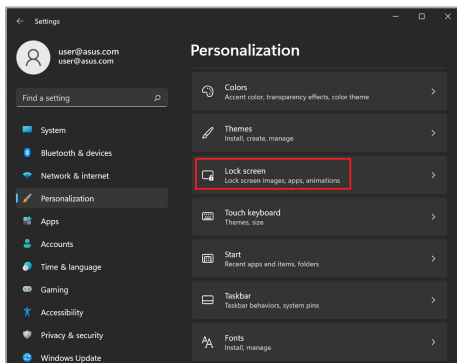 Settings
user@asus.com
user@asus.com
Find a setting
System
Bluetooth & devices
Network & internet
Personalization
Apps
Accounts
Time & language
Gaming
Accessibility
Privacy & security
Windows Update
Personalization
Colors
Accent color, transparency effects, color theme
Themes
Install, create, manage
Lock screen
Lock screen images, apps, animations
Touch keyboard
Themes, size
Start
Recent apps and items, folders
Taskbar
Taskbar behaviors, system pins
Fonts
Install, manage